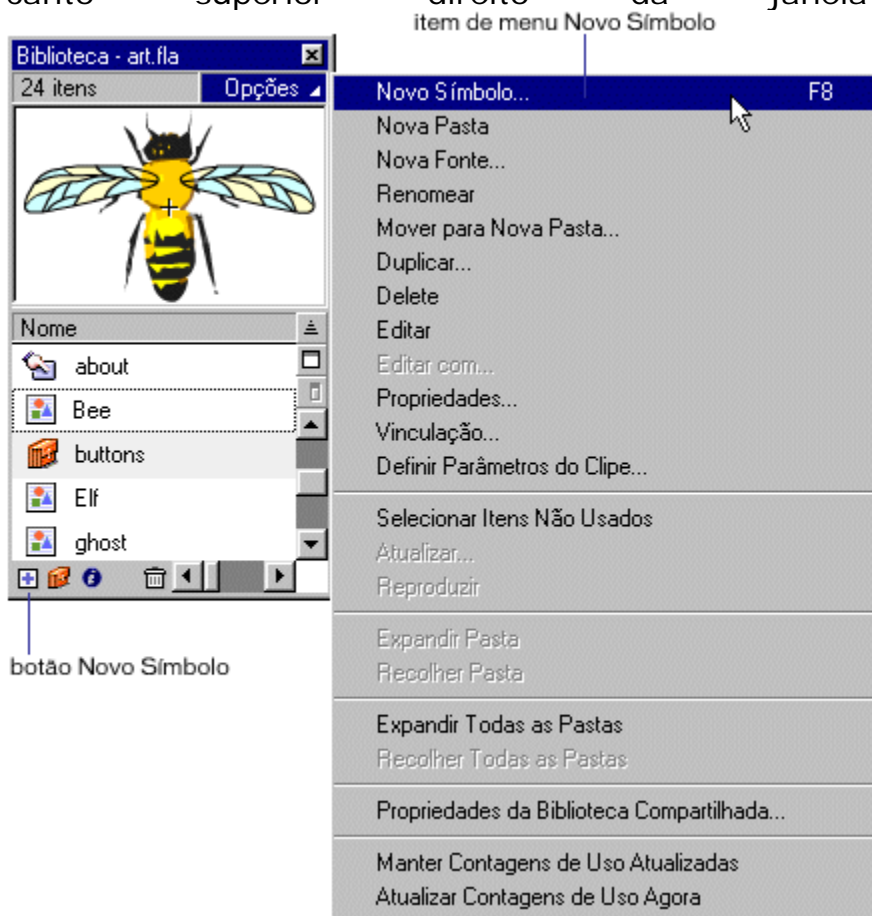 canto superior direito da janela
item de menu Novo Símbolo
Biblioteca - art.fla
24 itens
Opções
Nome
about
Bee
buttons
Elf
ghost
botão Novo Símbolo
Novo Símbolo... F8
Nova Pasta
Nova Fonte...
Renomear
Mover para Nova Pasta...
Duplicar...
Delete
Editar
Editar com...
Propriedades...
Vinculação...
Definir Parâmetros do Clipe...
Selecionar Itens Não Usados
Atualizar...
Reproduzir
Expandir Pasta
Recolher Pasta
Expandir Todas as Pastas
Recolher Todas as Pastas
Propriedades da Biblioteca Compartilhada...
Manter Contagens de Uso Atualizadas
Atualizar Contagens de Uso Agora